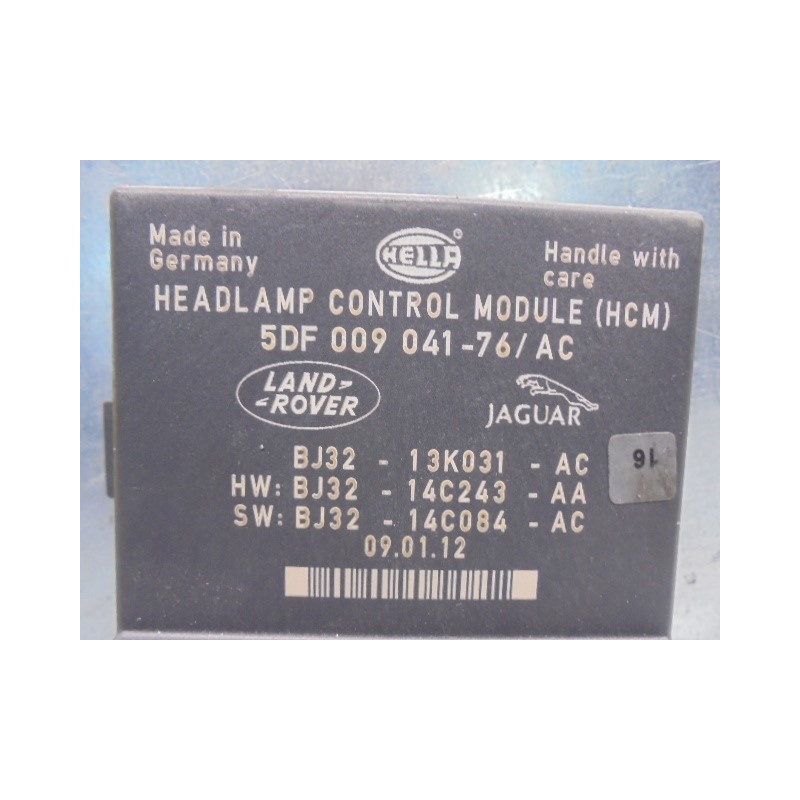 Made in
Germany
HELLA
®
Handle with
care
HEADLAMP CONTROL MODULE (HCM)
5DF 009 041-76/AC
LAND-
-ROVER
JAGUAR
BJ32 - 13K031 - AC
HW: BJ32 - 14C243 - AA
SW: BJ32 - 14C084 - AC
09.01.12
16